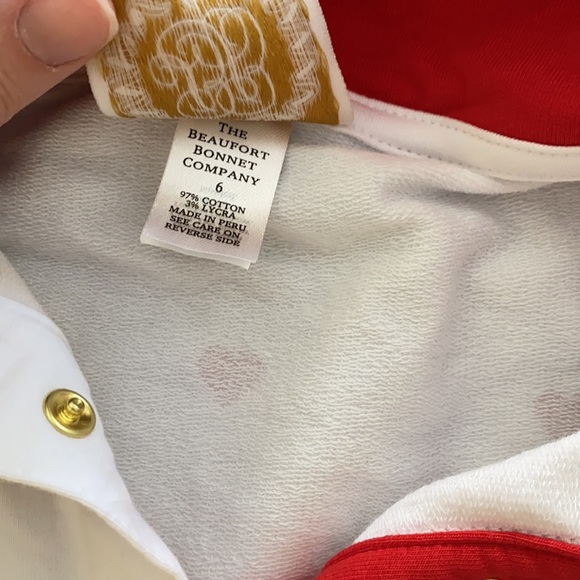 THE
BEAUFORT
BONNET
COMPANY
6
97% COTTON
3% LYCRA
MADE IN PERU
SEE CARE ON
REVERSE SIDE